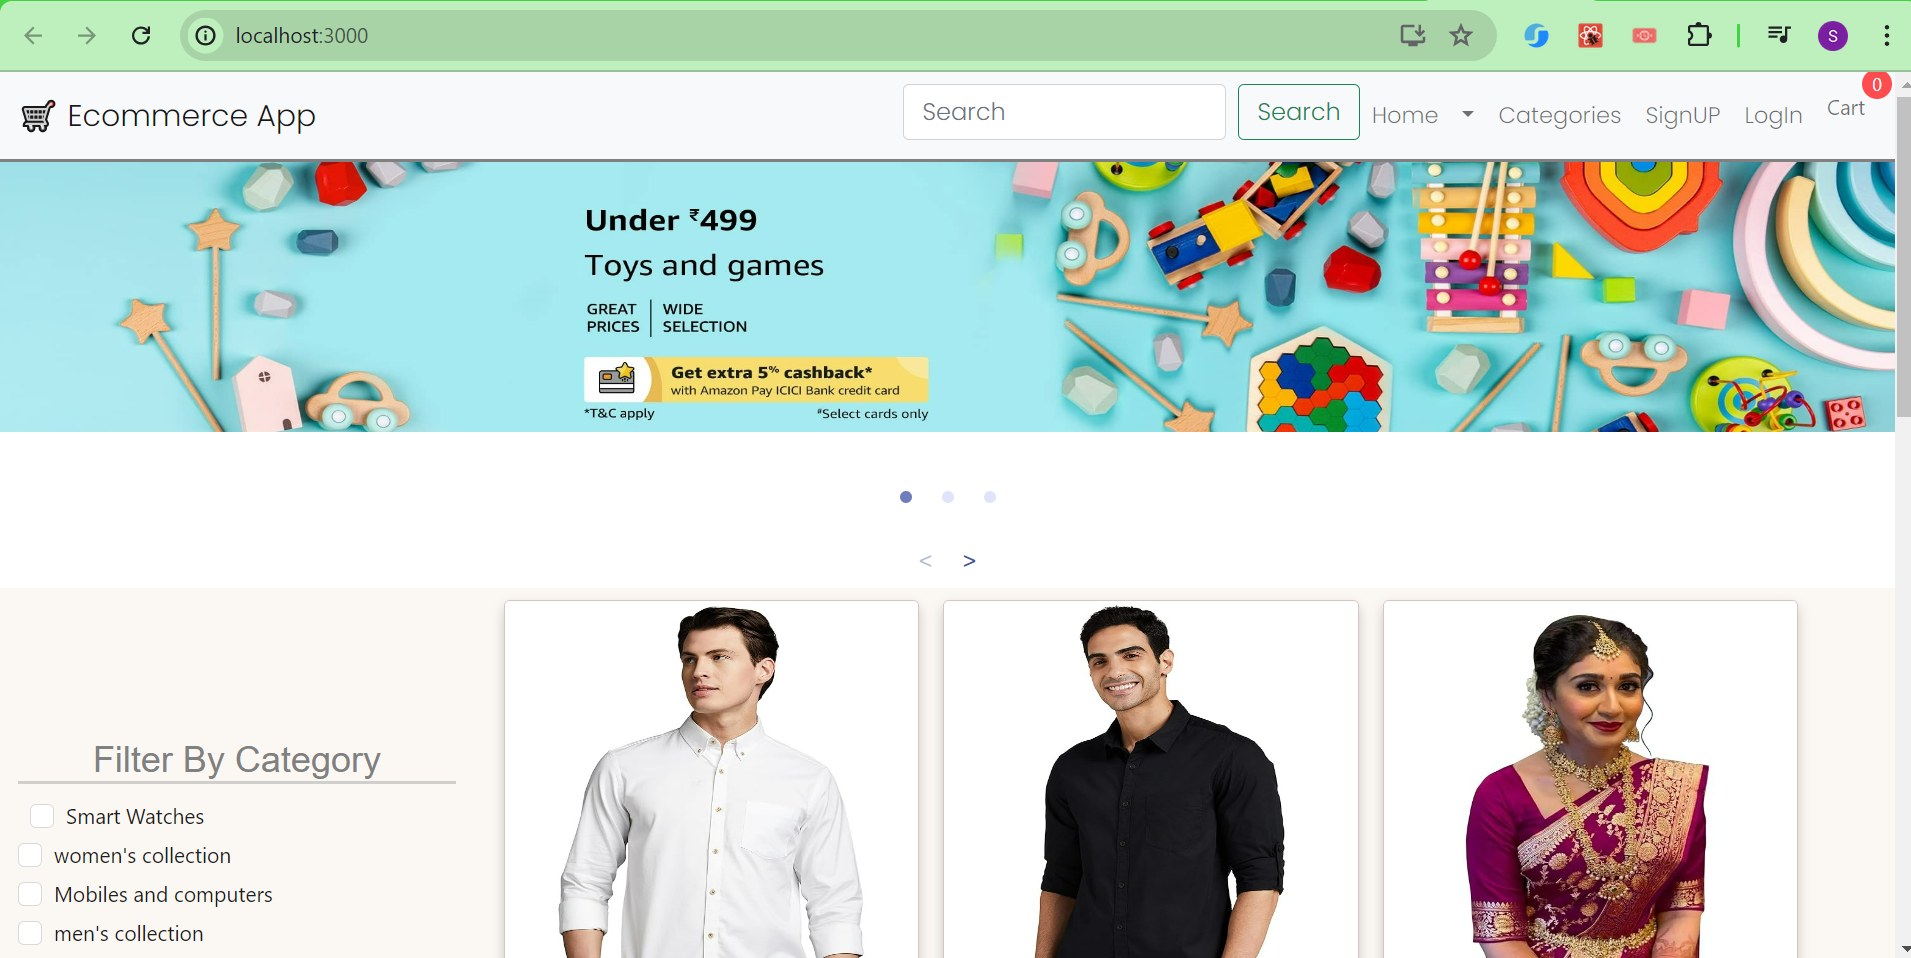 localhost:3000
S
Ecommerce App
Search
Search
Home
Categories
SignUP
LogIn
Cart
0
Under ₹499
Toys and games
GREAT PRICES | WIDE SELECTION
Get extra 5% cashback*
with Amazon Pay ICICI Bank credit card
*T&C apply
#Select cards only
<
>
Filter By Category
Smart Watches
women's collection
Mobiles and computers
men's collection